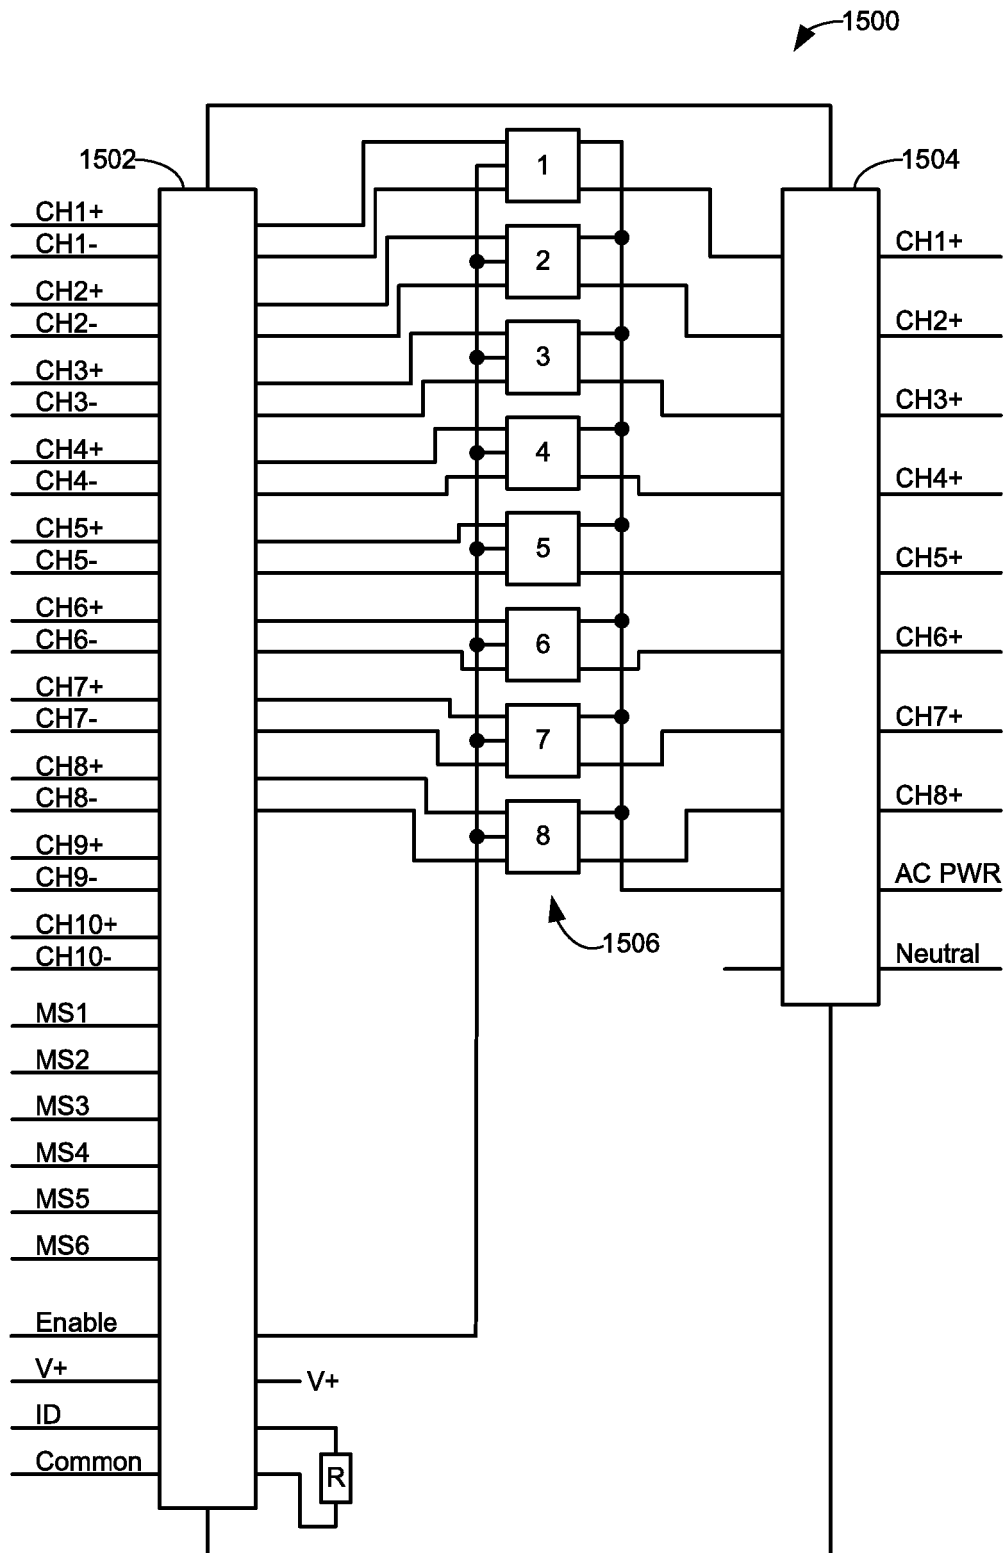 1500
1502
1504
CH1+
CH1-
CH2+
CH2-
CH3+
CH3-
CH4+
CH4-
CH5+
CH5-
CH6+
CH6-
CH7+
CH7-
CH8+
CH8-
CH9+
CH9-
CH10+
CH10-
MS1
MS2
MS3
MS4
MS5
MS6
Enable
V+
ID
Common
1
2
3
4
5
6
7
8
1506
V+
R
CH1+
CH2+
CH3+
CH4+
CH5+
CH6+
CH7+
CH8+
AC PWR
Neutral